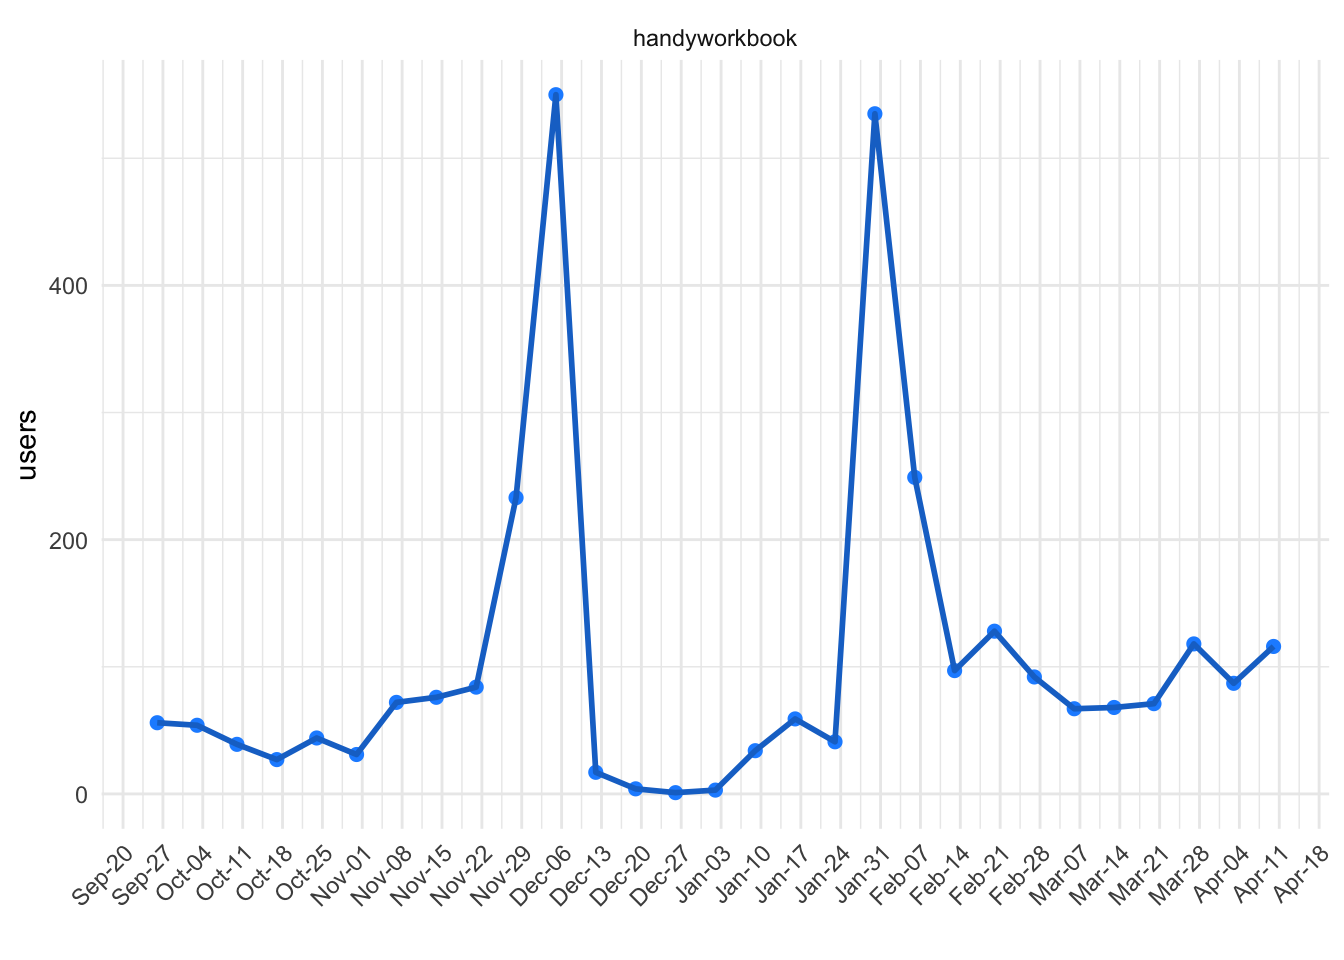 handyworkbook
users
400
200
0
Sep-20
Sep-27
Oct-04
Oct-11
Oct-18
Oct-25
Nov-01
Nov-08
Nov-15
Nov-22
Nov-29
Dec-06
Dec-13
Dec-20
Dec-27
Jan-03
Jan-10
Jan-17
Jan-24
Jan-31
Feb-07
Feb-14
Feb-21
Feb-28
Mar-07
Mar-14
Mar-21
Mar-28
Apr-04
Apr-11
Apr-18